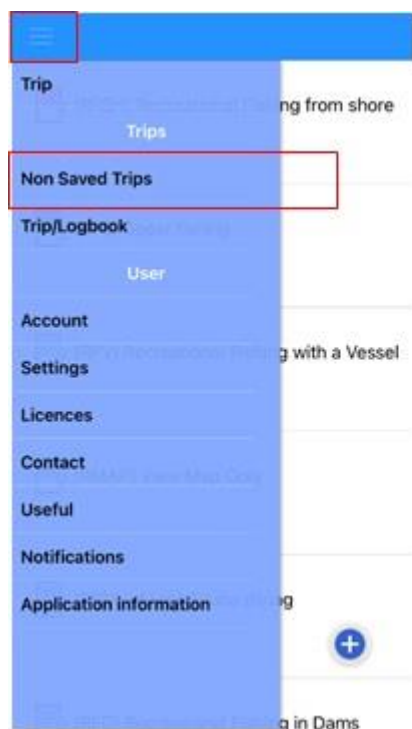 Trip
ng from shore
Trips
Non Saved Trips
Trip/Logbook
User
Account
g with a Vessel
Settings
Licences
Contact
Useful
Notifications
Application information
g
g in Dams